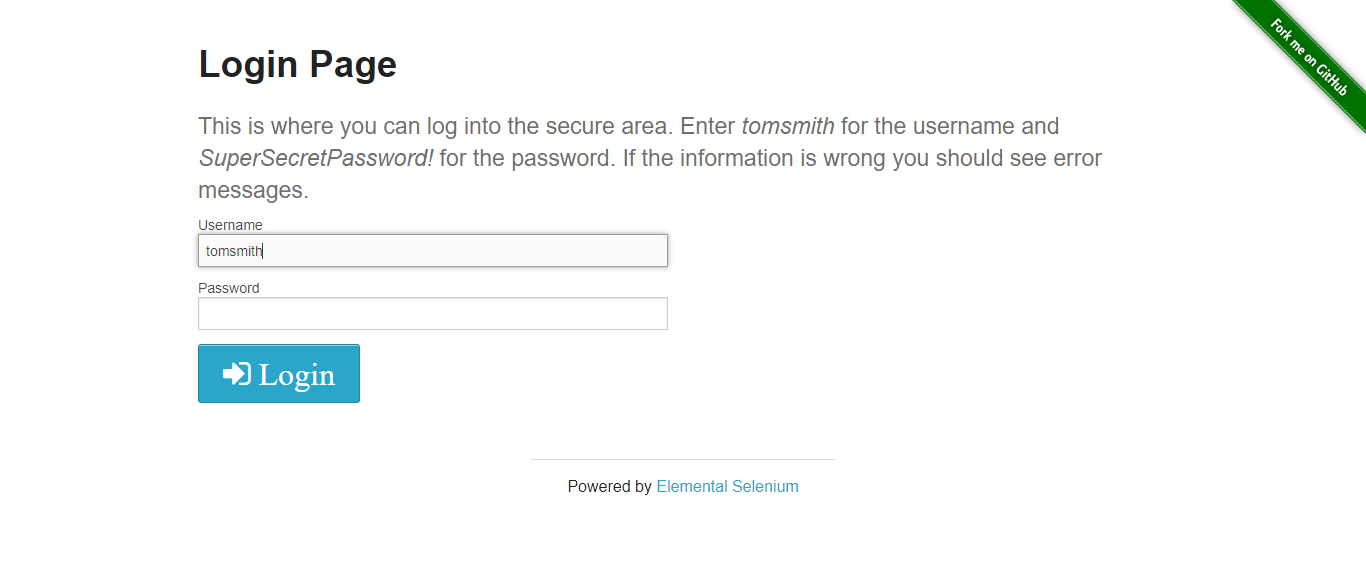 Fork me on GitHub
Login Page
This is where you can log into the secure area. Enter tomsmith for the username and
SuperSecretPassword! for the password. If the information is wrong you should see error
messages.
Username
tomsmith
Password
Login
Powered by Elemental Selenium